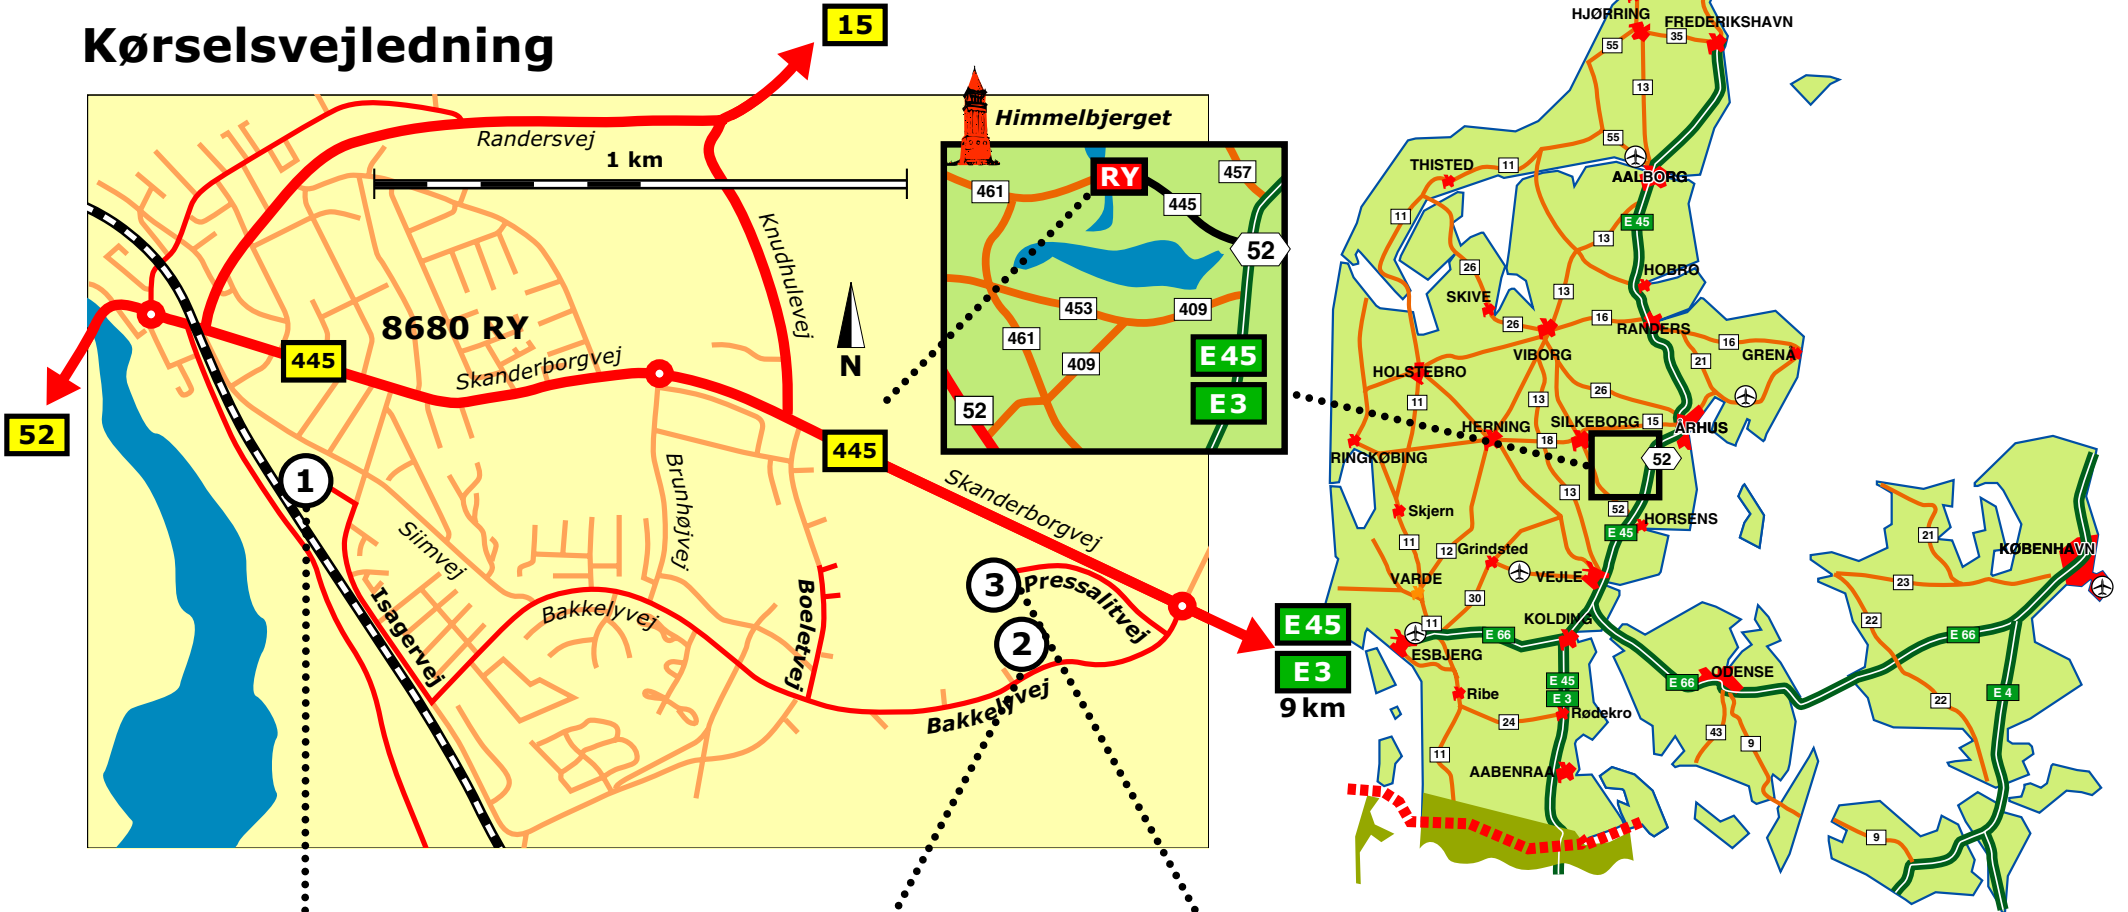 Kørselsvejledning
15
Randersvej
1 km
Knudhulevej
8680 RY
445
Skanderborgvej
N
52
445
1
Siimvej
Isagervej
Bakkelyvej
Brunhøjvej
Boeletvej
Skanderborgvej
3
Pressalitvej
2
Bakkelyvej
E 45
E 3
9 km
Himmelbjerget
RY
461
457
445
52
453
409
461
409
E 45
E 3
52
HJØRRING
FREDERIKSHAVN
55
35
13
55
THISTED
11
AALBORG
11
E 45
13
26
HOBRO
SKIVE
13
26
16
RANDERS
16
VIBORG
21
GRENÅ
HOLSTEBRO
11
13
26
HERNING
SILKEBORG
15
ÅRHUS
18
RINGKØBING
52
13
Skjern
52
HORSENS
E 45
11
12
Grindsted
VARDE
VEJLE
30
11
KOLDING
E 66
ESBJERG
E 45
E 3
Ribe
24
Rødekro
11
AABENRAA
E 66
ODENSE
43
9
21
KØBENHAVN
23
22
E 66
22
E 4
9